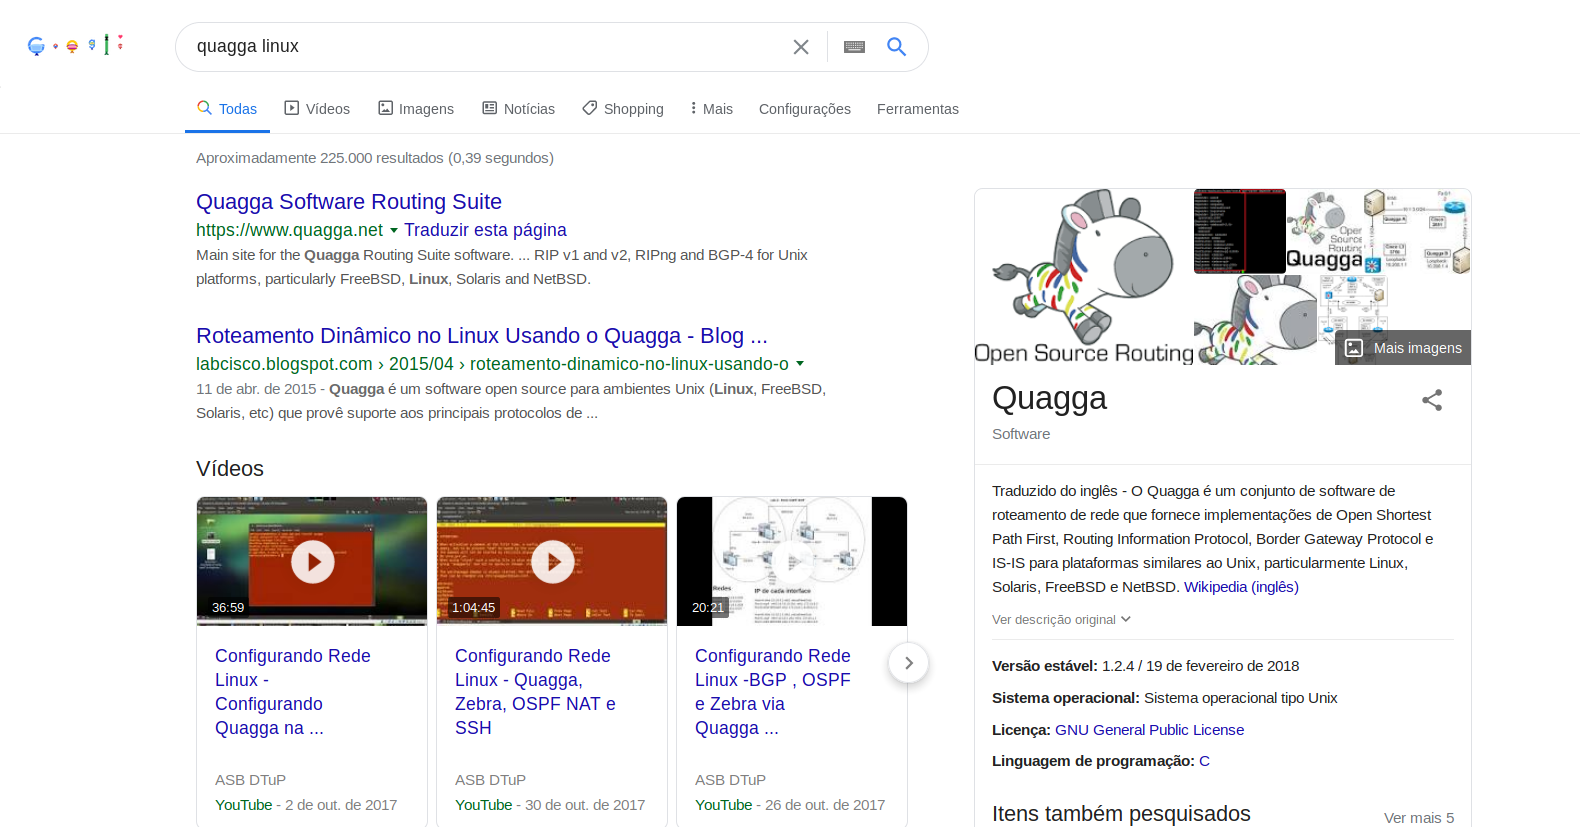 quagga linux
Todas
Vídeos
Imagens
Notícias
Shopping
Mais
Configurações
Ferramentas
Aproximadamente 225.000 resultados (0,39 segundos)
Quagga Software Routing Suite
https://www.quagga.net Traduzir esta página
Main site for the Quagga Routing Suite software. ... RIP v1 and v2, RIPng and BGP-4 for Unix
platforms, particularly FreeBSD, Linux, Solaris and NetBSD.
Roteamento Dinâmico no Linux Usando o Quagga - Blog ...
labcisco.blogspot.com › 2015/04 › roteamento-dinamico-no-linux-usando-o
11 de abr. de 2015 - Quagga é um software open source para ambientes Unix (Linux, FreeBSD,
Solaris, etc) que provê suporte aos principais protocolos de ...
Vídeos
36:59
Configurando Rede
Linux -
Configurando
Quagga na ...
ASB DTuP
YouTube - 2 de out. de 2017
1:04:45
Configurando Rede
Linux - Quagga,
Zebra, OSPF NAT e
SSH
ASB DTuP
YouTube - 30 de out. de 2017
Redes
IP de cada interface
20:21
Configurando Rede
Linux -BGP , OSPF
e Zebra via
Quagga ...
ASB DTuP
YouTube - 26 de out. de 2017
Open Source Routing
Quagga
Mais imagens
Quagga
Software
Traduzido do inglês - O Quagga é um conjunto de software de
roteamento de rede que fornece implementações de Open Shortest
Path First, Routing Information Protocol, Border Gateway Protocol e
IS-IS para plataformas similares ao Unix, particularmente Linux,
Solaris, FreeBSD e NetBSD. Wikipedia (inglês)
Ver descrição original
Versão estável: 1.2.4 / 19 de fevereiro de 2018
Sistema operacional: Sistema operacional tipo Unix
Licença: GNU General Public License
Linguagem de programação: C
Itens também pesquisados
Ver mais 5